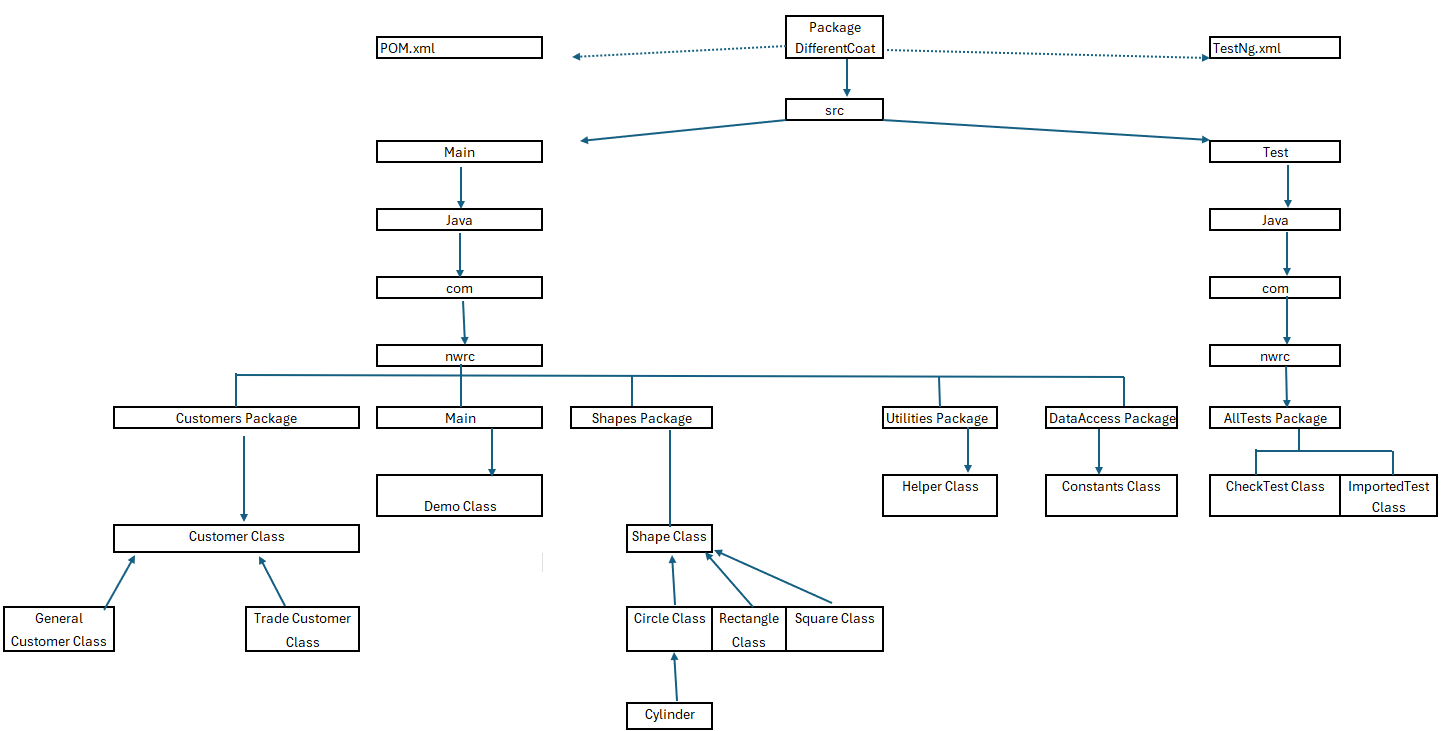 Package
DifferentCoat
POM.xml
TestNg.xml
src
Main
Test
Java
Java
com
com
nwrc
nwrc
Customers Package
Main
Shapes Package
Utilities Package
DataAccess Package
AllTests Package
Demo Class
Helper Class
Constants Class
CheckTest Class
ImportedTest
Class
Customer Class
Shape Class
General
Customer Class
Trade Customer
Class
Circle Class
Rectangle
Class
Square Class
Cylinder